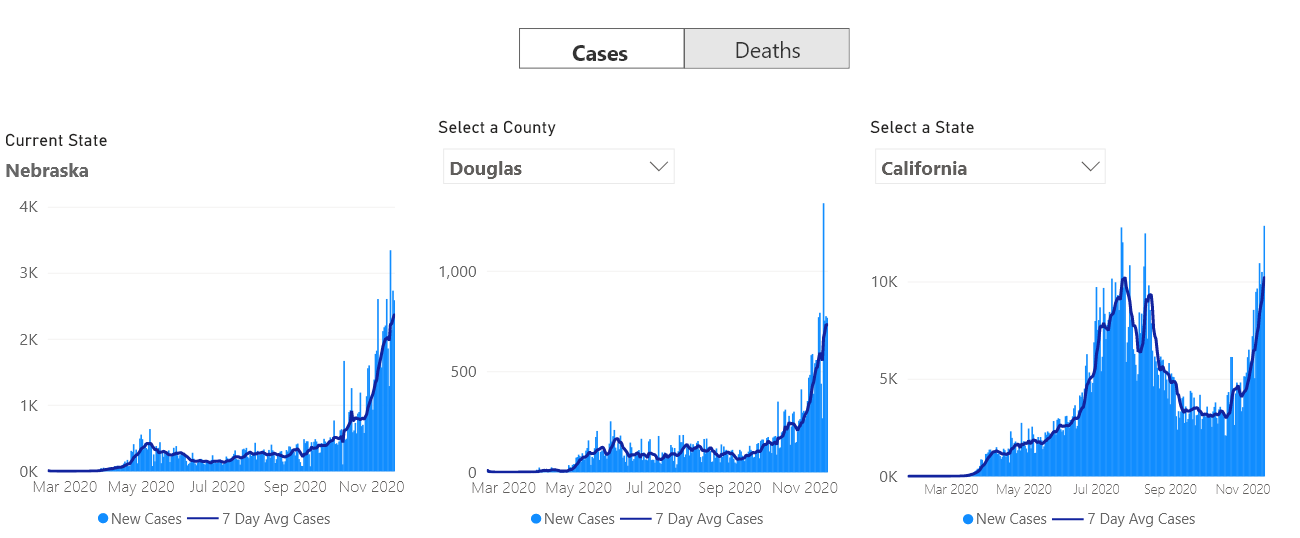 Cases Deaths
Current State
Nebraska
4K
3K
2K
1K
0K
Mar 2020 May 2020 Jul 2020 Sep 2020 Nov 2020
New Cases 7 Day Avg Cases
Select a County
Douglas
1,000
500
0
Mar 2020 May 2020 Jul 2020 Sep 2020 Nov 2020
New Cases 7 Day Avg Cases
Select a State
California
10K
5K
0K
Mar 2020 May 2020 Jul 2020 Sep 2020 Nov 2020
New Cases 7 Day Avg Cases